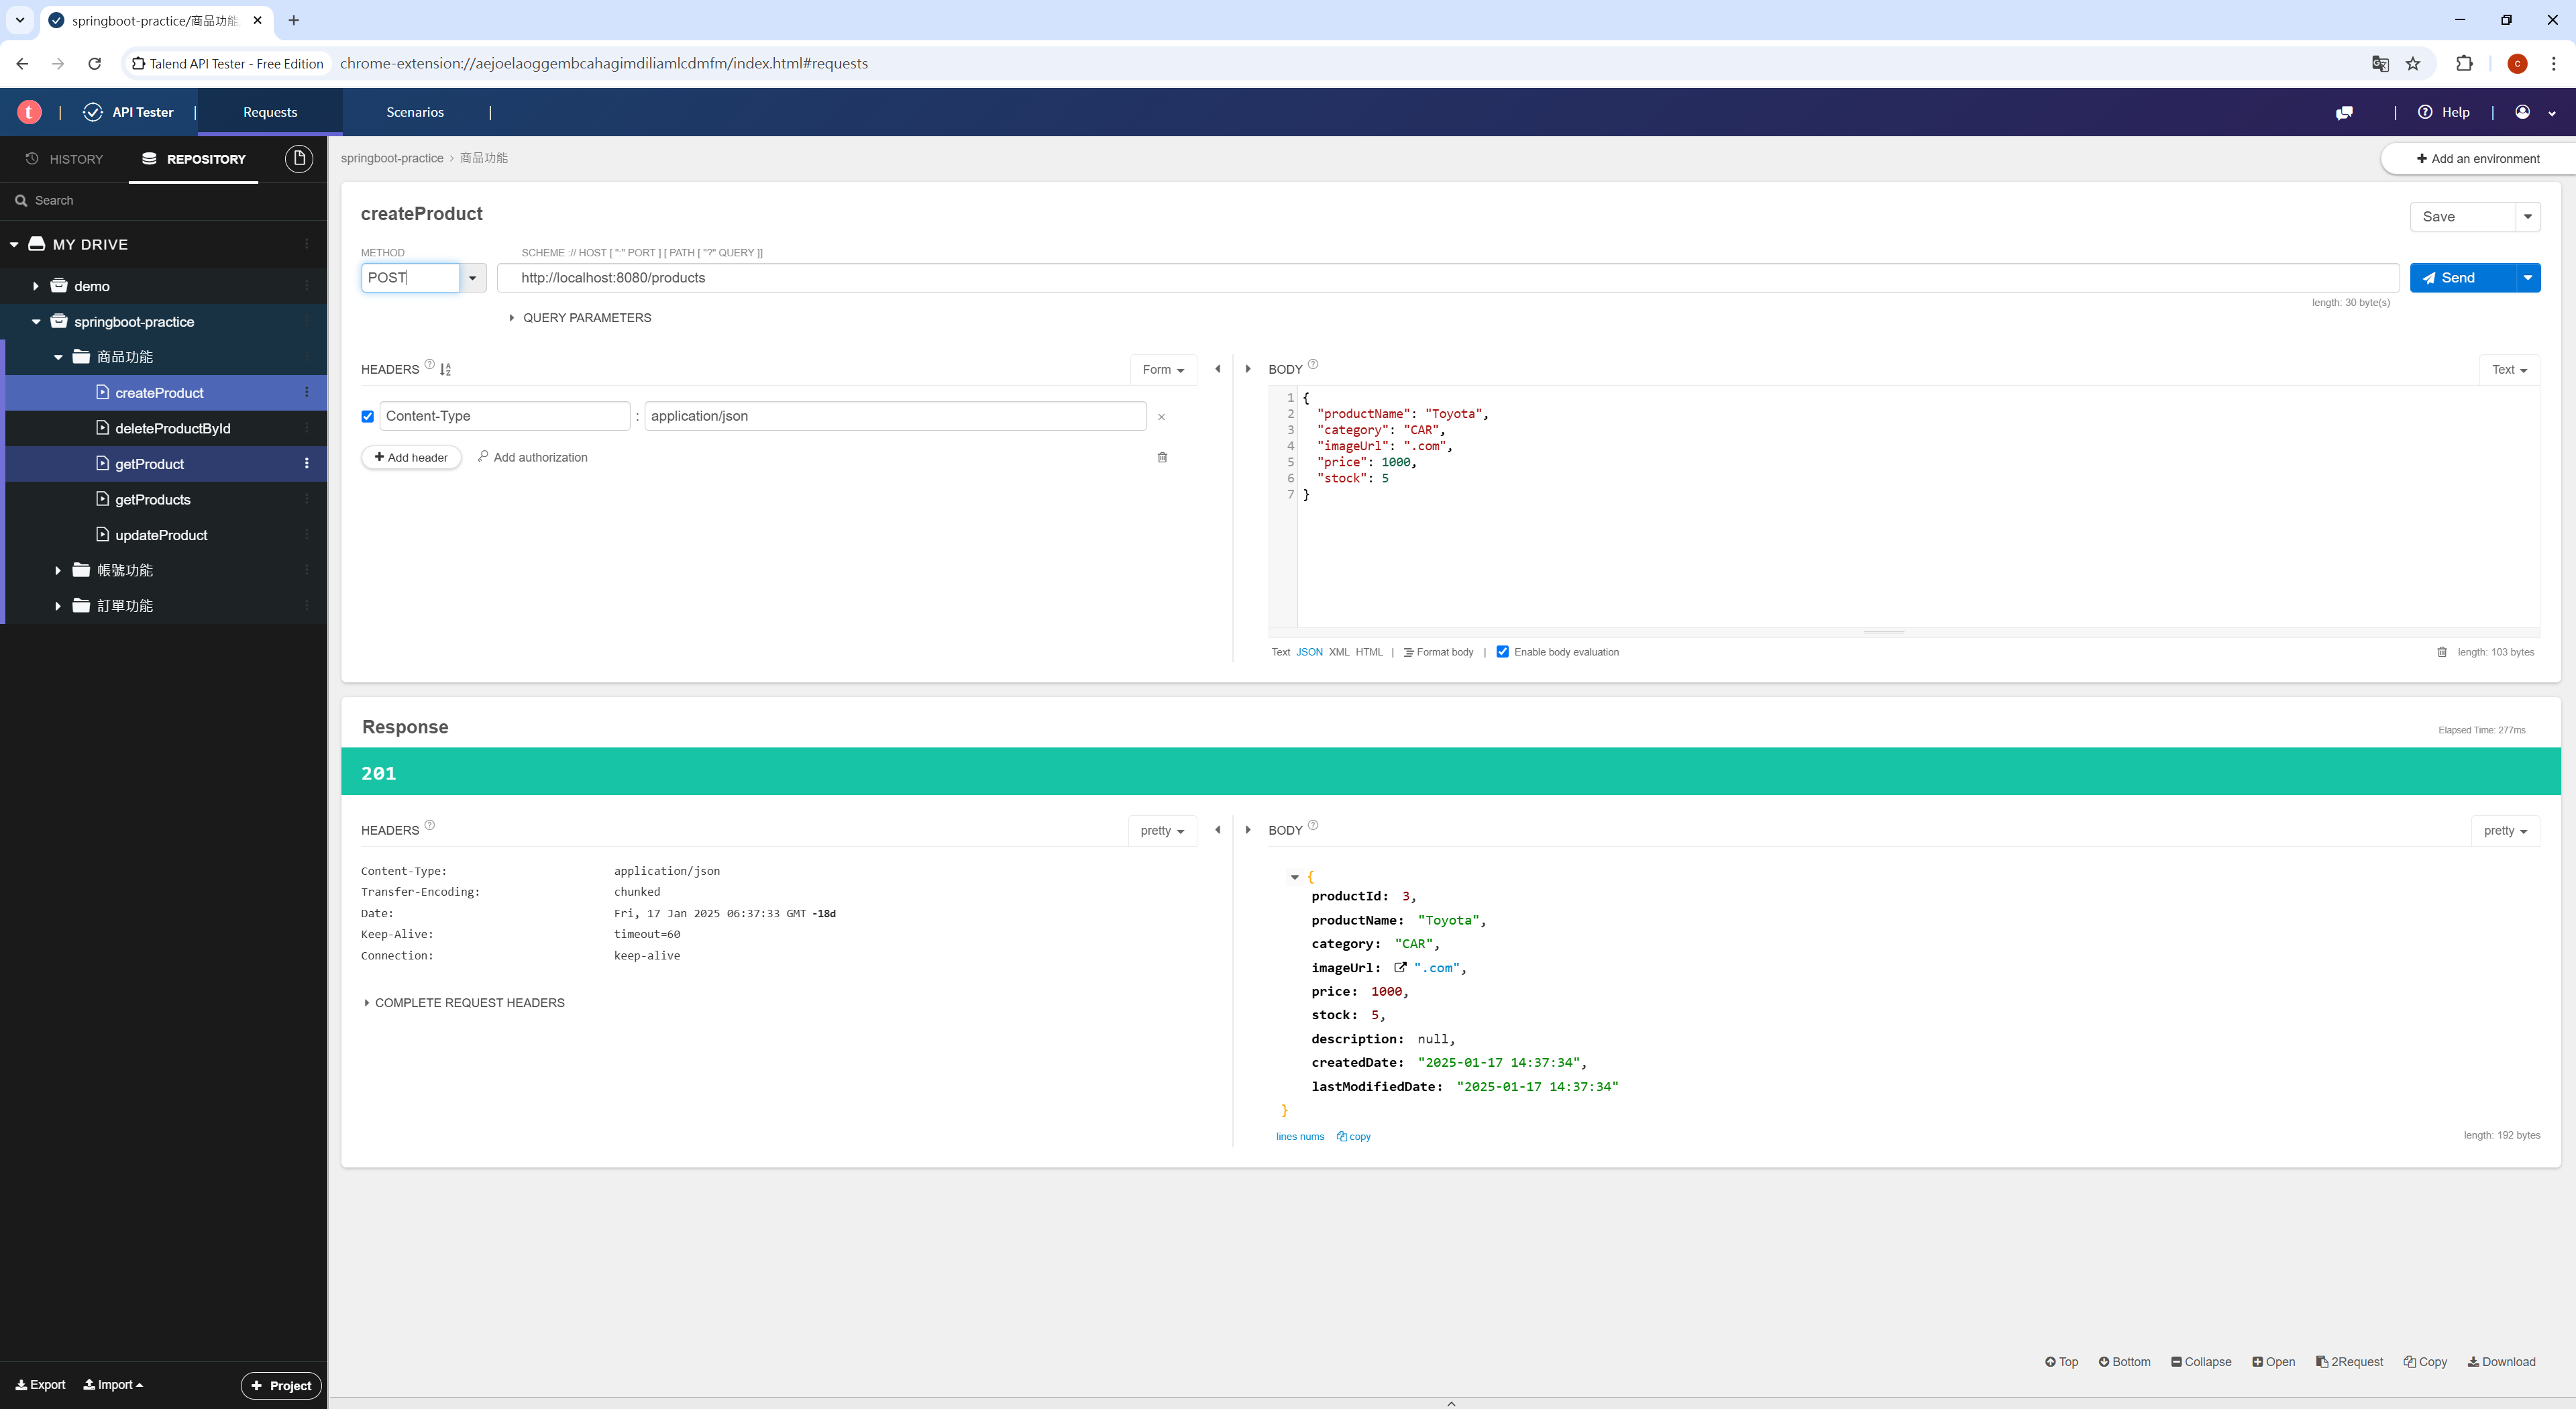 springboot-practice/商品功能
Talend API Tester - Free Edition
chrome-extension://aejoelaoggembcahagimdiliamlcdmfm/index.html#requests
c
t | API Tester | Requests Scenarios |
| Help |
HISTORY REPOSITORY
Search
MY DRIVE
demo
springboot-practice
商品功能
createProduct
deleteProductById
getProduct
getProducts
updateProduct
帳號功能
訂單功能
Export Import Project
springboot-practice > 商品功能
Add an environment
createProduct
Save
METHOD
SCHEME :// HOST [ ":" PORT ] [ PATH [ "?" QUERY ]]
POST
http://localhost:8080/products
Send
length: 30 byte(s)
QUERY PARAMETERS
HEADERS
Form
Content-Type : application/json
Add header Add authorization
BODY
Text
1 {
2 "productName": "Toyota",
3 "category": "CAR",
4 "imageUrl": ".com",
5 "price": 1000,
6 "stock": 5
7 }
Text JSON XML HTML | Format body | Enable body evaluation
length: 103 bytes
Response
Elapsed Time: 277ms
201
HEADERS
pretty
Content-Type: application/json
Transfer-Encoding: chunked
Date: Fri, 17 Jan 2025 06:37:33 GMT -18d
Keep-Alive: timeout=60
Connection: keep-alive
COMPLETE REQUEST HEADERS
BODY
pretty
{
productId: 3,
productName: "Toyota",
category: "CAR",
imageUrl: ".com",
price: 1000,
stock: 5,
description: null,
createdDate: "2025-01-17 14:37:34",
lastModifiedDate: "2025-01-17 14:37:34"
}
lines nums copy
length: 192 bytes
Top Bottom Collapse Open 2Request Copy Download